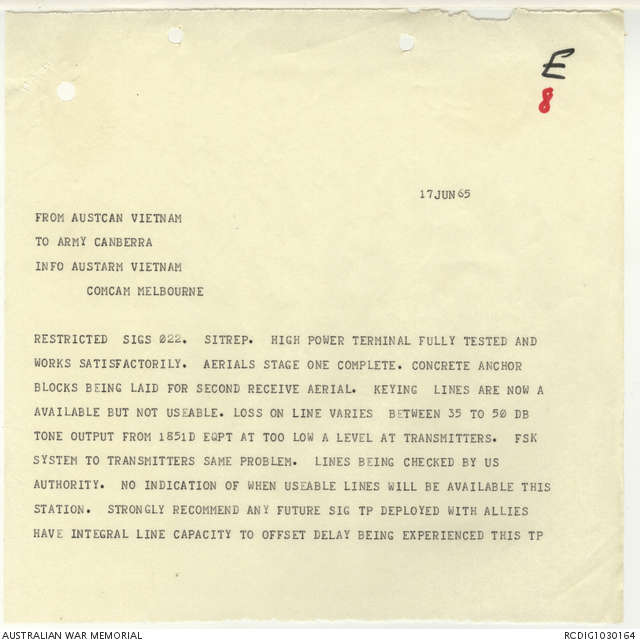 E
8
17JUN65
FROM AUSTCAN VIETNAM
TO ARMY CANBERRA
INFO AUSTARM VIETNAM
COMCAM MELBOURNE
RESTRICTED SIGS 022. SITREP. HIGH POWER TERMINAL FULLY TESTED AND
WORKS SATISFACTORILY. AERIALS STAGE ONE COMPLETE. CONCRETE ANCHOR
BLOCKS BEING LAID FOR SECOND RECEIVE AERIAL. KEYING LINES ARE NOW A
AVAILABLE BUT NOT USEABLE. LOSS ON LINE VARIES BETWEEN 35 TO 50 DB
TONE OUTPUT FROM 1851D EQPT AT TOO LOW A LEVEL AT TRANSMITTERS. FSK
SYSTEM TO TRANSMITTERS SAME PROBLEM. LINES BEING CHECKED BY US
AUTHORITY. NO INDICATION OF WHEN USEABLE LINES WILL BE AVAILABLE THIS
STATION. STRONGLY RECOMMEND ANY FUTURE SIG TP DEPLOYED WITH ALLIES
HAVE INTEGRAL LINE CAPACITY TO OFFSET DELAY BEING EXPERIENCED THIS TP
AUSTRALIAN WAR MEMORIAL
RCDIG1030164